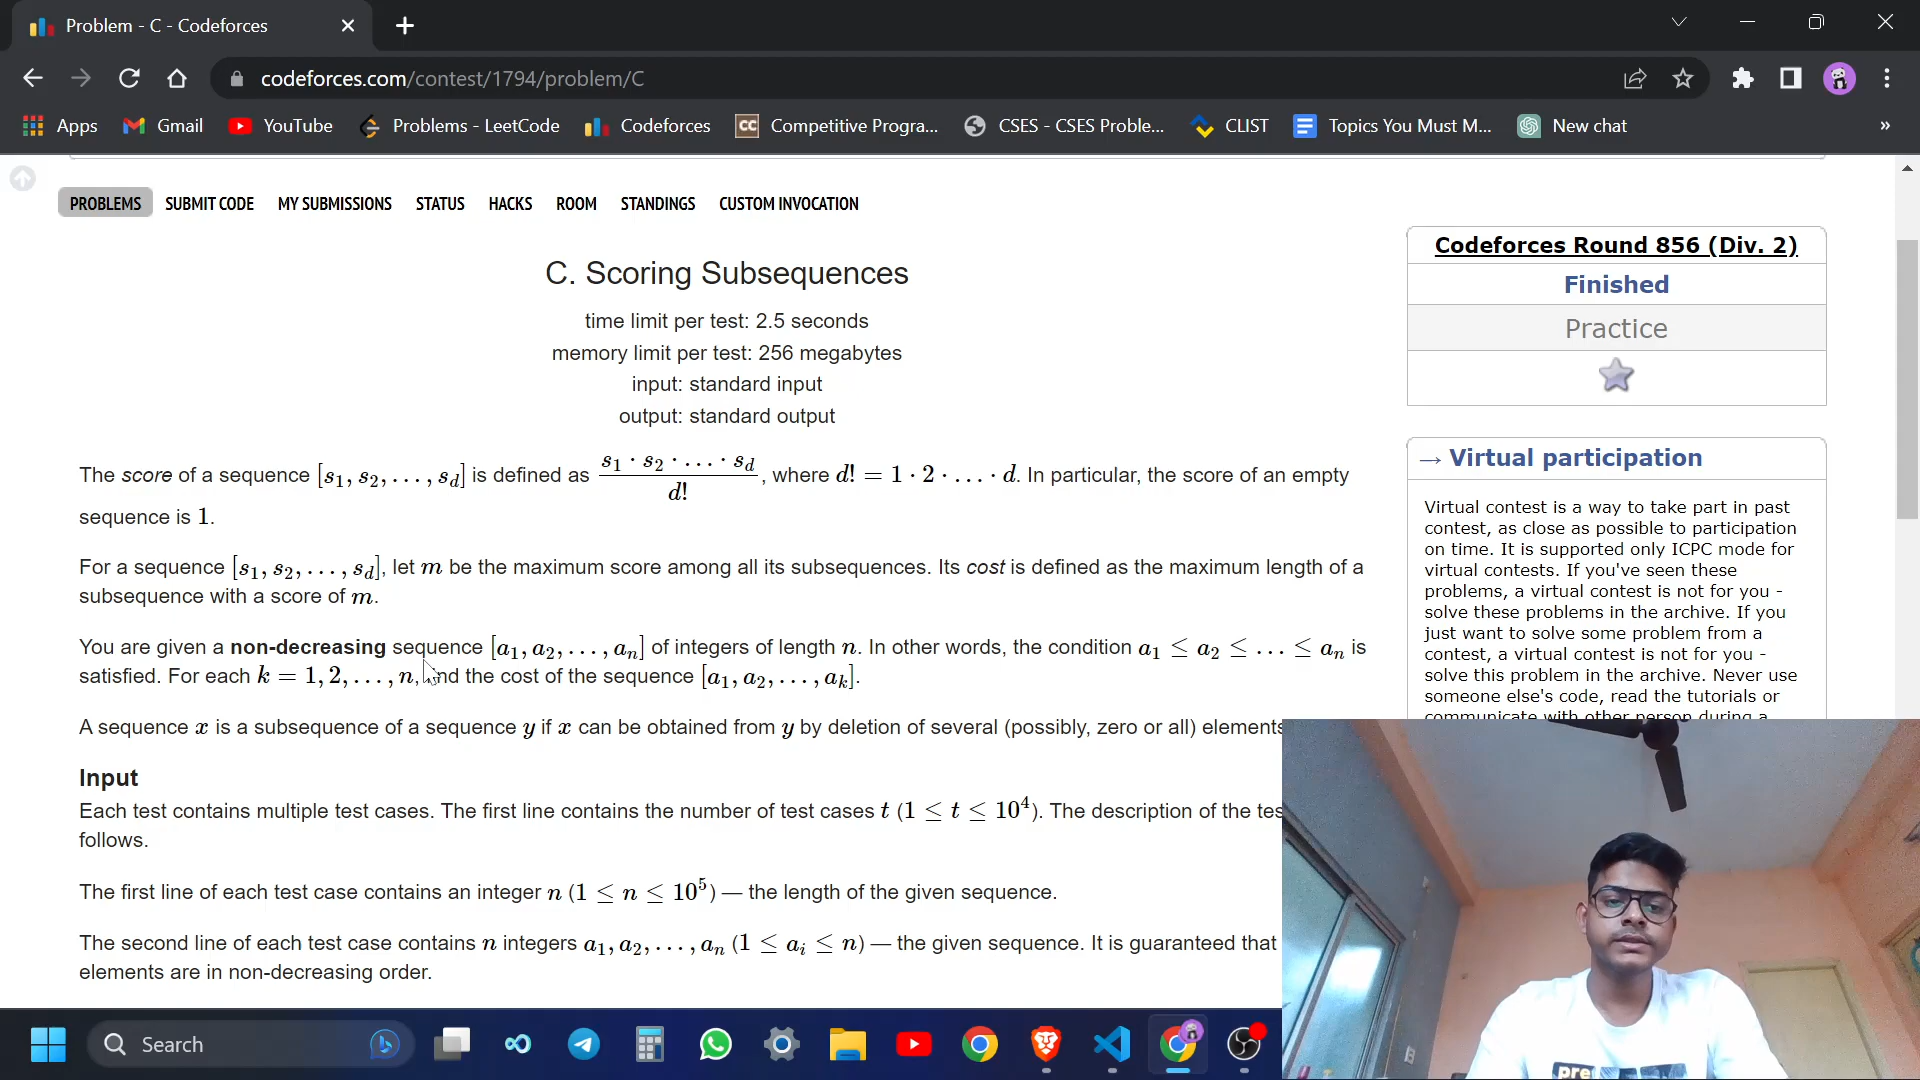 Problem - C - Codeforces
codeforces.com/contest/1794/problem/C
Apps Gmail YouTube Problems - LeetCode Codeforces CC Competitive Progra... CSES - CSES Proble... CLIST Topics You Must M... New chat »
PROBLEMS SUBMIT CODE MY SUBMISSIONS STATUS HACKS ROOM STANDINGS CUSTOM INVOCATION
C. Scoring Subsequences
time limit per test: 2.5 seconds
memory limit per test: 256 megabytes
input: standard input
output: standard output
The score of a sequence [s₁, s₂, …, s_d] is defined as (s₁ · s₂ · … · s_d)/d!, where d! = 1 · 2 · … · d. In particular, the score of an empty
sequence is 1.
For a sequence [s₁, s₂, …, s_d], let m be the maximum score among all its subsequences. Its cost is defined as the maximum length of a
subsequence with a score of m.
You are given a non-decreasing sequence [a₁, a₂, …, aₙ] of integers of length n. In other words, the condition a₁ ≤ a₂ ≤ … ≤ aₙ is
satisfied. For each k = 1, 2, …, n, find the cost of the sequence [a₁, a₂, …, a_k].
A sequence x is a subsequence of a sequence y if x can be obtained from y by deletion of several (possibly, zero or all) elements
Input
Each test contains multiple test cases. The first line contains the number of test cases t (1 ≤ t ≤ 10⁴). The description of the tes
follows.
The first line of each test case contains an integer n (1 ≤ n ≤ 10⁵) — the length of the given sequence.
The second line of each test case contains n integers a₁, a₂, …, aₙ (1 ≤ aᵢ ≤ n) — the given sequence. It is guaranteed that
elements are in non-decreasing order.
Codeforces Round 856 (Div. 2)
Finished
Practice
→ Virtual participation
Virtual contest is a way to take part in past
contest, as close as possible to participation
on time. It is supported only ICPC mode for
virtual contests. If you've seen these
problems, a virtual contest is not for you -
solve these problems in the archive. If you
just want to solve some problem from a
contest, a virtual contest is not for you -
solve this problem in the archive. Never use
someone else's code, read the tutorials or
communicate with other person during a
pre
Search